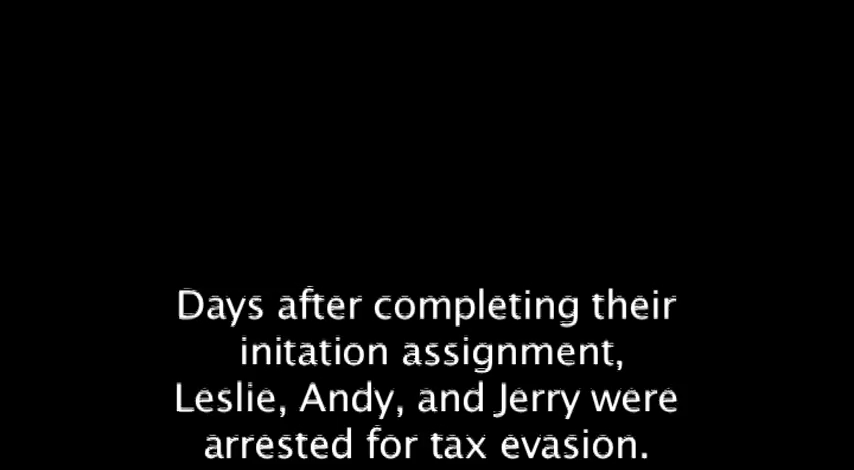 Days after completing their
initation assignment,
Leslie, Andy, and Jerry were
arrested for tax evasion.